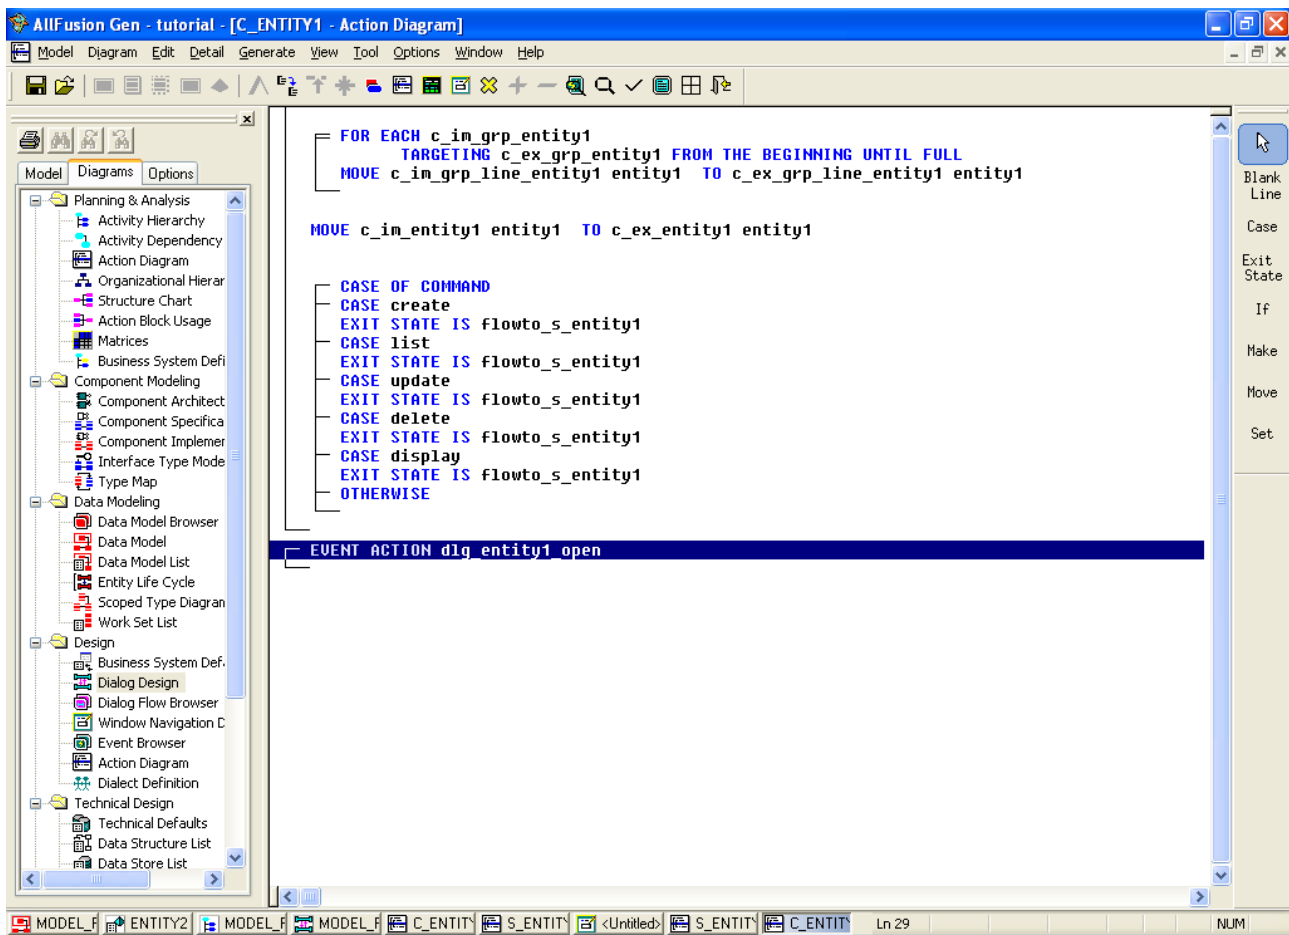 AllFusion Gen - tutorial - [C_ENTITY1 - Action Diagram]
Model Diagram Edit Detail Generate View Tool Options Window Help
Model Diagrams Options
Planning & Analysis
Activity Hierarchy
Activity Dependency
Action Diagram
Organizational Hierar
Structure Chart
Action Block Usage
Matrices
Business System Defi
Component Modeling
Component Architect
Component Specifica
Component Implemer
Interface Type Mode
Type Map
Data Modeling
Data Model Browser
Data Model
Data Model List
Entity Life Cycle
Scoped Type Diagran
Work Set List
Design
Business System Def
Dialog Design
Dialog Flow Browser
Window Navigation D
Event Browser
Action Diagram
Dialect Definition
Technical Design
Technical Defaults
Data Structure List
Data Store List
FOR EACH c_im_grp_entity1
TARGETING c_ex_grp_entity1 FROM THE BEGINNING UNTIL FULL
MOVE c_im_grp_line_entity1 entity1 TO c_ex_grp_line_entity1 entity1
MOVE c_im_entity1 entity1 TO c_ex_entity1 entity1
CASE OF COMMAND
CASE create
EXIT STATE IS flowto_s_entity1
CASE list
EXIT STATE IS flowto_s_entity1
CASE update
EXIT STATE IS flowto_s_entity1
CASE delete
EXIT STATE IS flowto_s_entity1
CASE display
EXIT STATE IS flowto_s_entity1
OTHERWISE
EVENT ACTION dlg_entity1_open
Blank
Line
Case
Exit
State
If
Make
Move
Set
MODEL_F ENTITY2 MODEL_F MODEL_F C_ENTITY S_ENTITY <Untitled> S_ENTITY C_ENTITY Ln 29 NUM